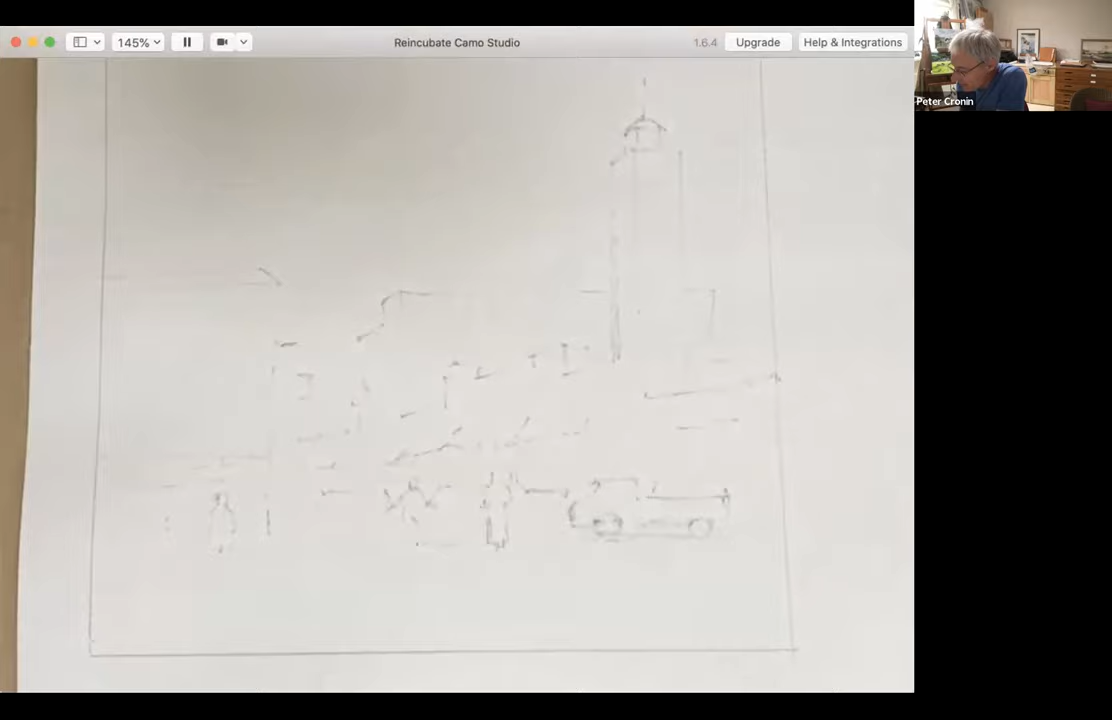 145%
Reincubate Camo Studio
1.6.4
Upgrade
Help & Integrations
Peter Cronin